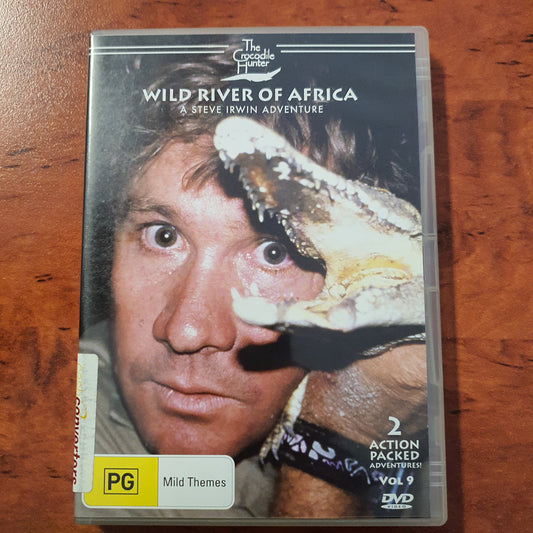 The
Crocodile
Hunter
WILD RIVER OF AFRICA
A STEVE IRWIN ADVENTURE
2
ACTION
PACKED
ADVENTURES!
VOL 9
DVD
VIDEO
PG
Mild Themes
converters